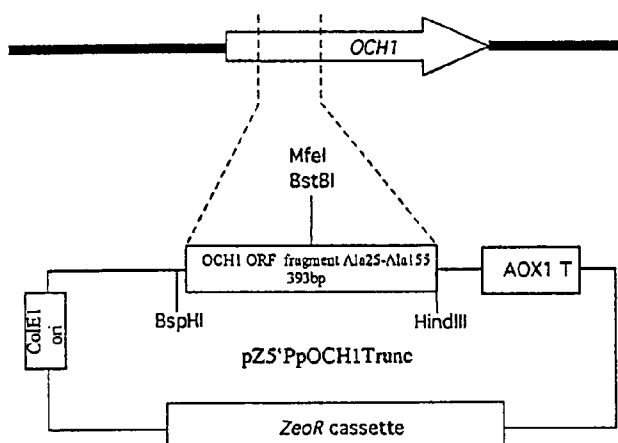 OCH1
MfeI
BstBI
OCH1 ORF fragment Ala25-Ala155
393bp
AOX1 T
ColE1
ori
BspHI
HindIII
pZ5'PpOCH1Trunc
ZeoR cassette